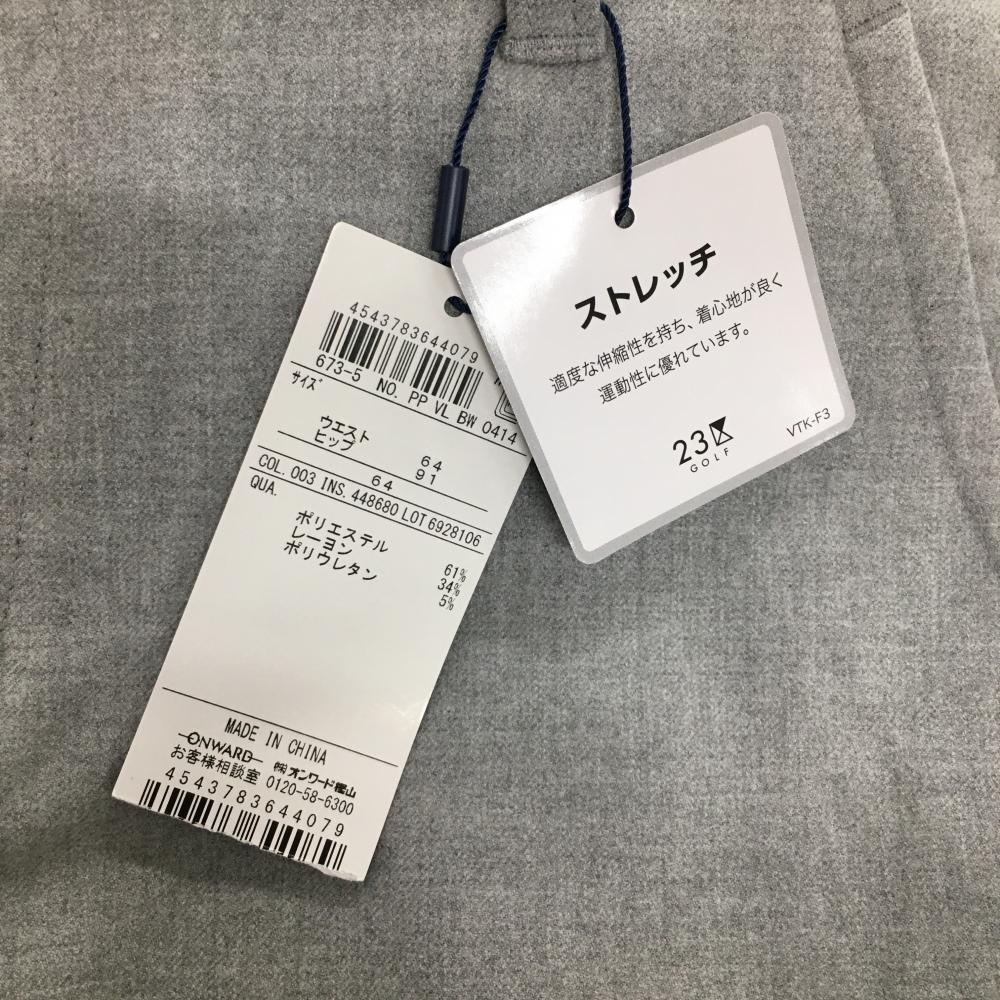 4543783644079
673-5 NO. PP VL BW 0414
サイズ
ウエスト 64
ヒップ 91
64
COL. 003 INS. 448680 LOT 6928106
QUA.
ポリエステル 61%
レーヨン 34%
ポリウレタン 5%
MADE IN CHINA
ONWARD ㈱オンワード樫山
お客様相談室 0120-58-6300
4543783644079
ストレッチ
適度な伸縮性を持ち、着心地が良く
運動性に優れています。
23区
GOLF
VTK-F3